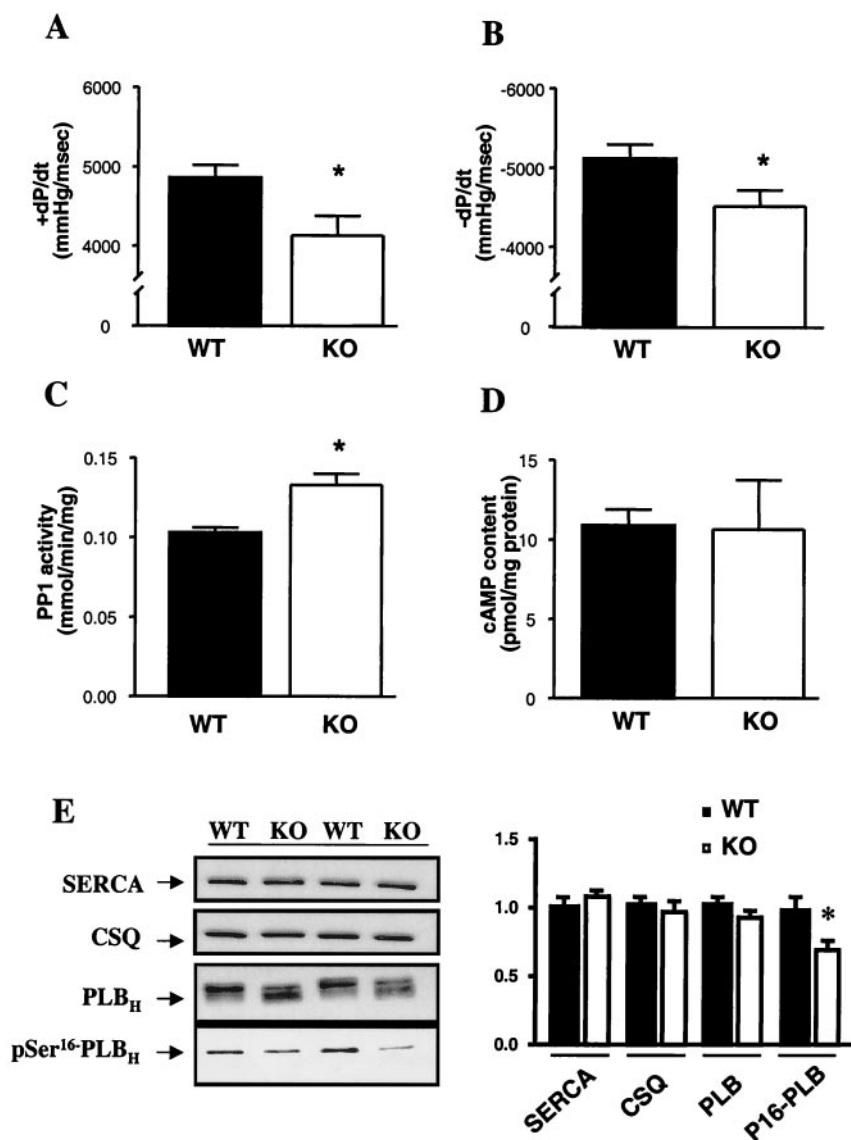 A
6000
5000
4000
0
+dP/dt
(mmHg/msec)
*
WT KO
B
-6000
-5000
-4000
0
-dP/dt
(mmHg/msec)
*
WT KO
C
0.15
0.10
0.05
0.00
PP1 activity
(mmol/min/mg)
*
WT KO
D
15
10
5
0
cAMP content
(pmol/mg protein)
WT KO
E
WT KO WT KO
SERCA
CSQ
PLBH
pSer16-PLBH
WT
KO
1.5
1.0
0.5
0.0
*
SERCA
CSQ
PLB
P16-PLB